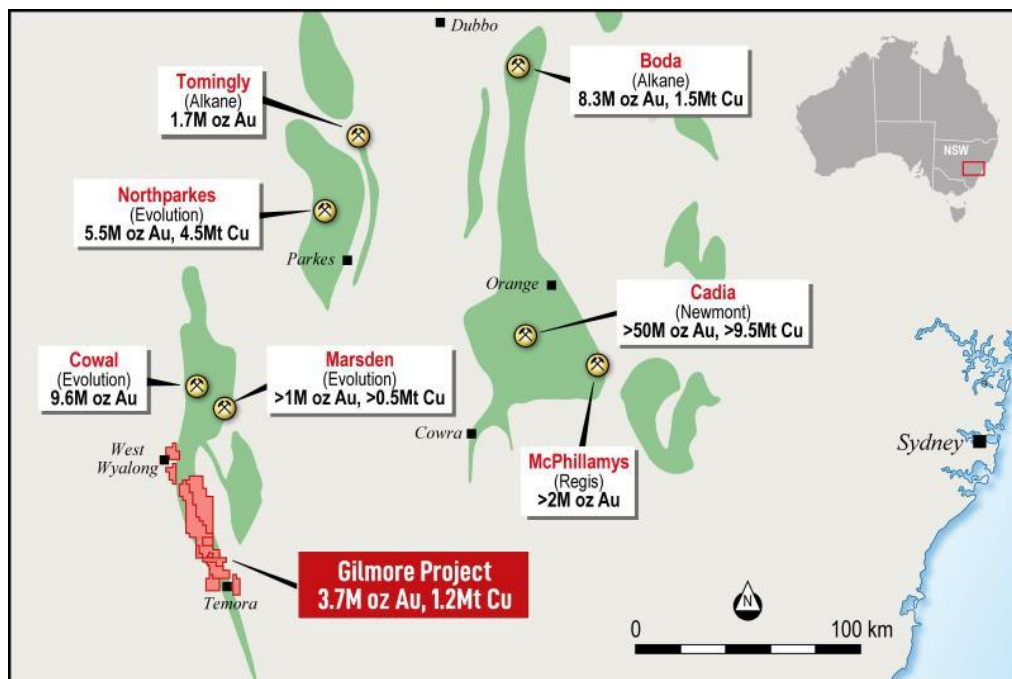 Dubbo
Tomingly
(Alkane)
1.7M oz Au
Boda
(Alkane)
8.3M oz Au, 1.5Mt Cu
NSW
Northparkes
(Evolution)
5.5M oz Au, 4.5Mt Cu
Parkes
Orange
Cadia
(Newmont)
>50M oz Au, >9.5Mt Cu
Cowal
(Evolution)
9.6M oz Au
Marsden
(Evolution)
>1M oz Au, >0.5Mt Cu
Cowra
West
Wyalong
McPhillamys
(Regis)
>2M oz Au
Sydney
Gilmore Project
3.7M oz Au, 1.2Mt Cu
Temora
N
0 100 km